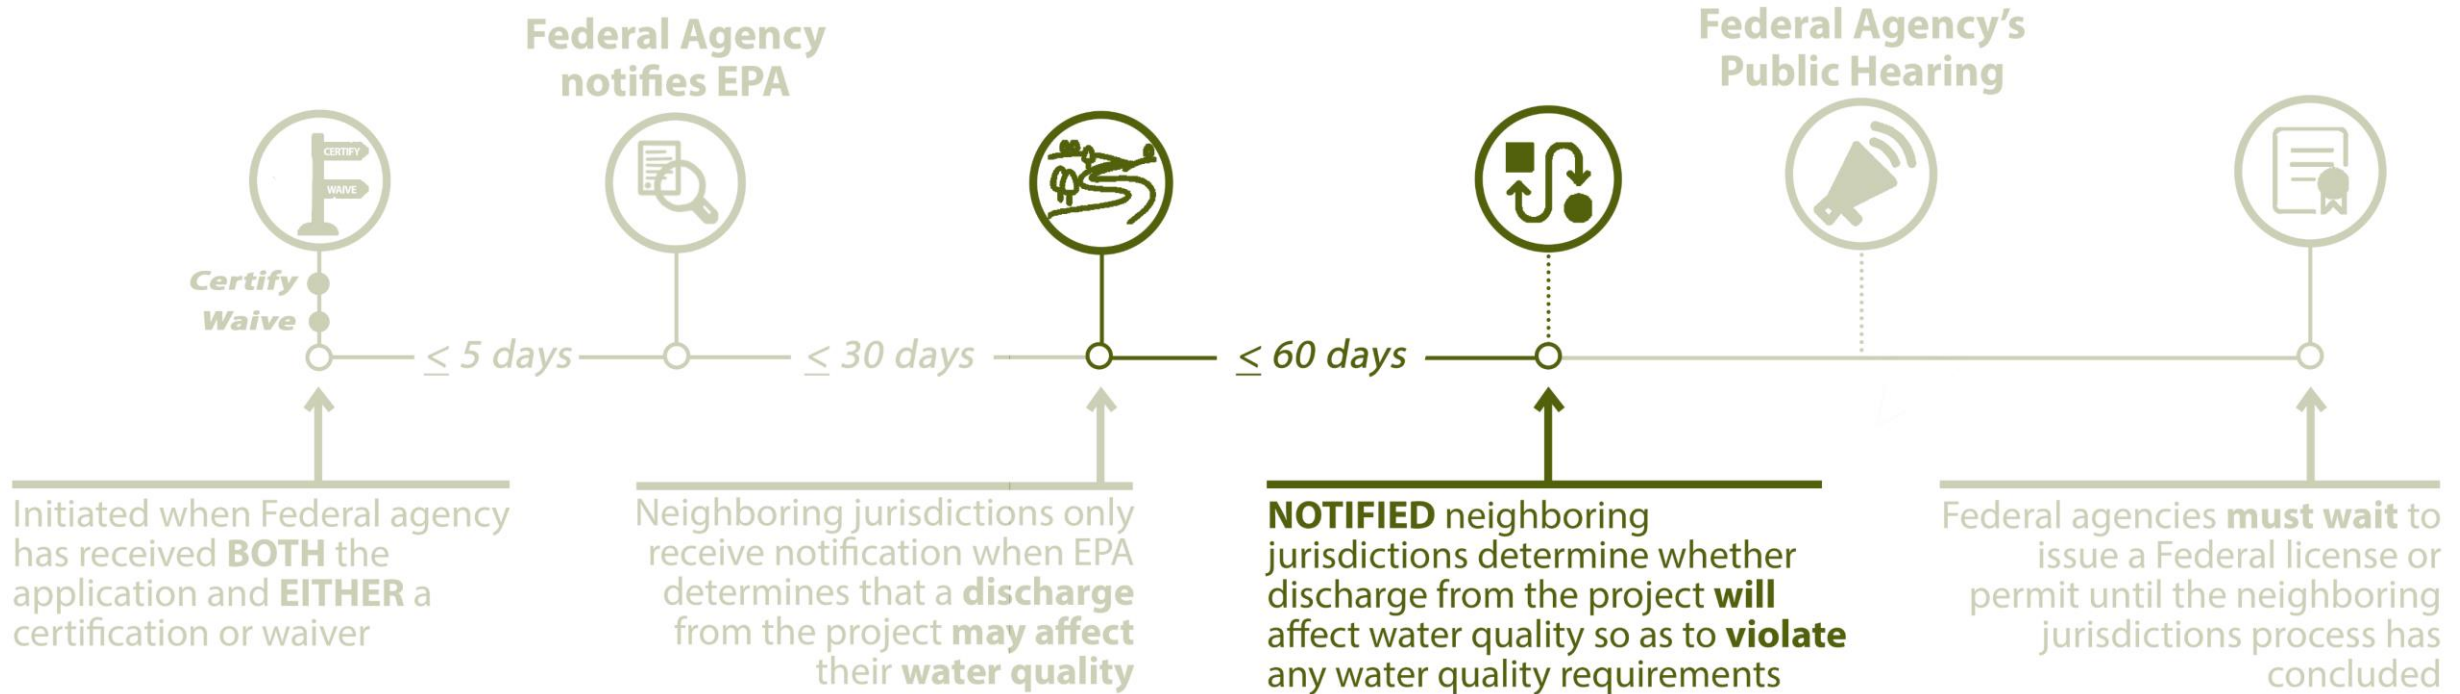 Federal Agency
notifies EPA
Federal Agency's
Public Hearing
CERTIFY
WAIVE
Certify
Waive
≤ 5 days
≤ 30 days
≤ 60 days
Initiated when Federal agency
has received BOTH the
application and EITHER a
certification or waiver
Neighboring jurisdictions only
receive notification when EPA
determines that a discharge
from the project may affect
their water quality
NOTIFIED neighboring
jurisdictions determine whether
discharge from the project will
affect water quality so as to violate
any water quality requirements
Federal agencies must wait to
issue a Federal license or
permit until the neighboring
jurisdictions process has
concluded